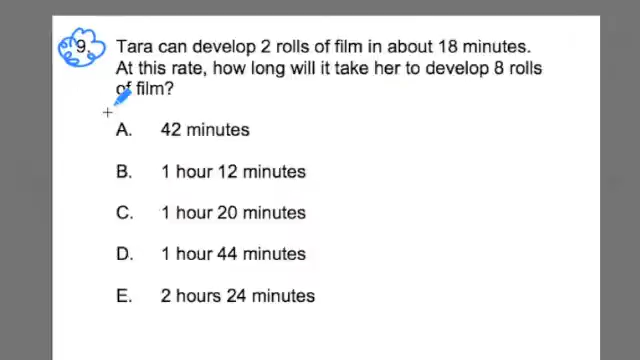 9. Tara can develop 2 rolls of film in about 18 minutes.
At this rate, how long will it take her to develop 8 rolls
of film?
A. 42 minutes
B. 1 hour 12 minutes
C. 1 hour 20 minutes
D. 1 hour 44 minutes
E. 2 hours 24 minutes